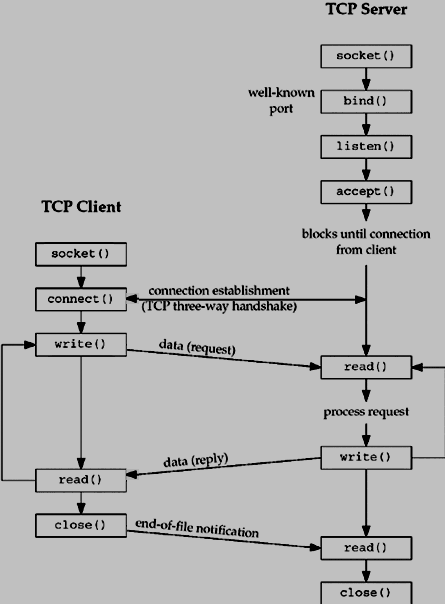 TCP Server
socket()
well-known
port
bind()
listen()
accept()
blocks until connection
from client
TCP Client
socket()
connect()
connection establishment
(TCP three-way handshake)
write()
data (request)
read()
process request
write()
data (reply)
read()
close()
end-of-file notification
read()
close()